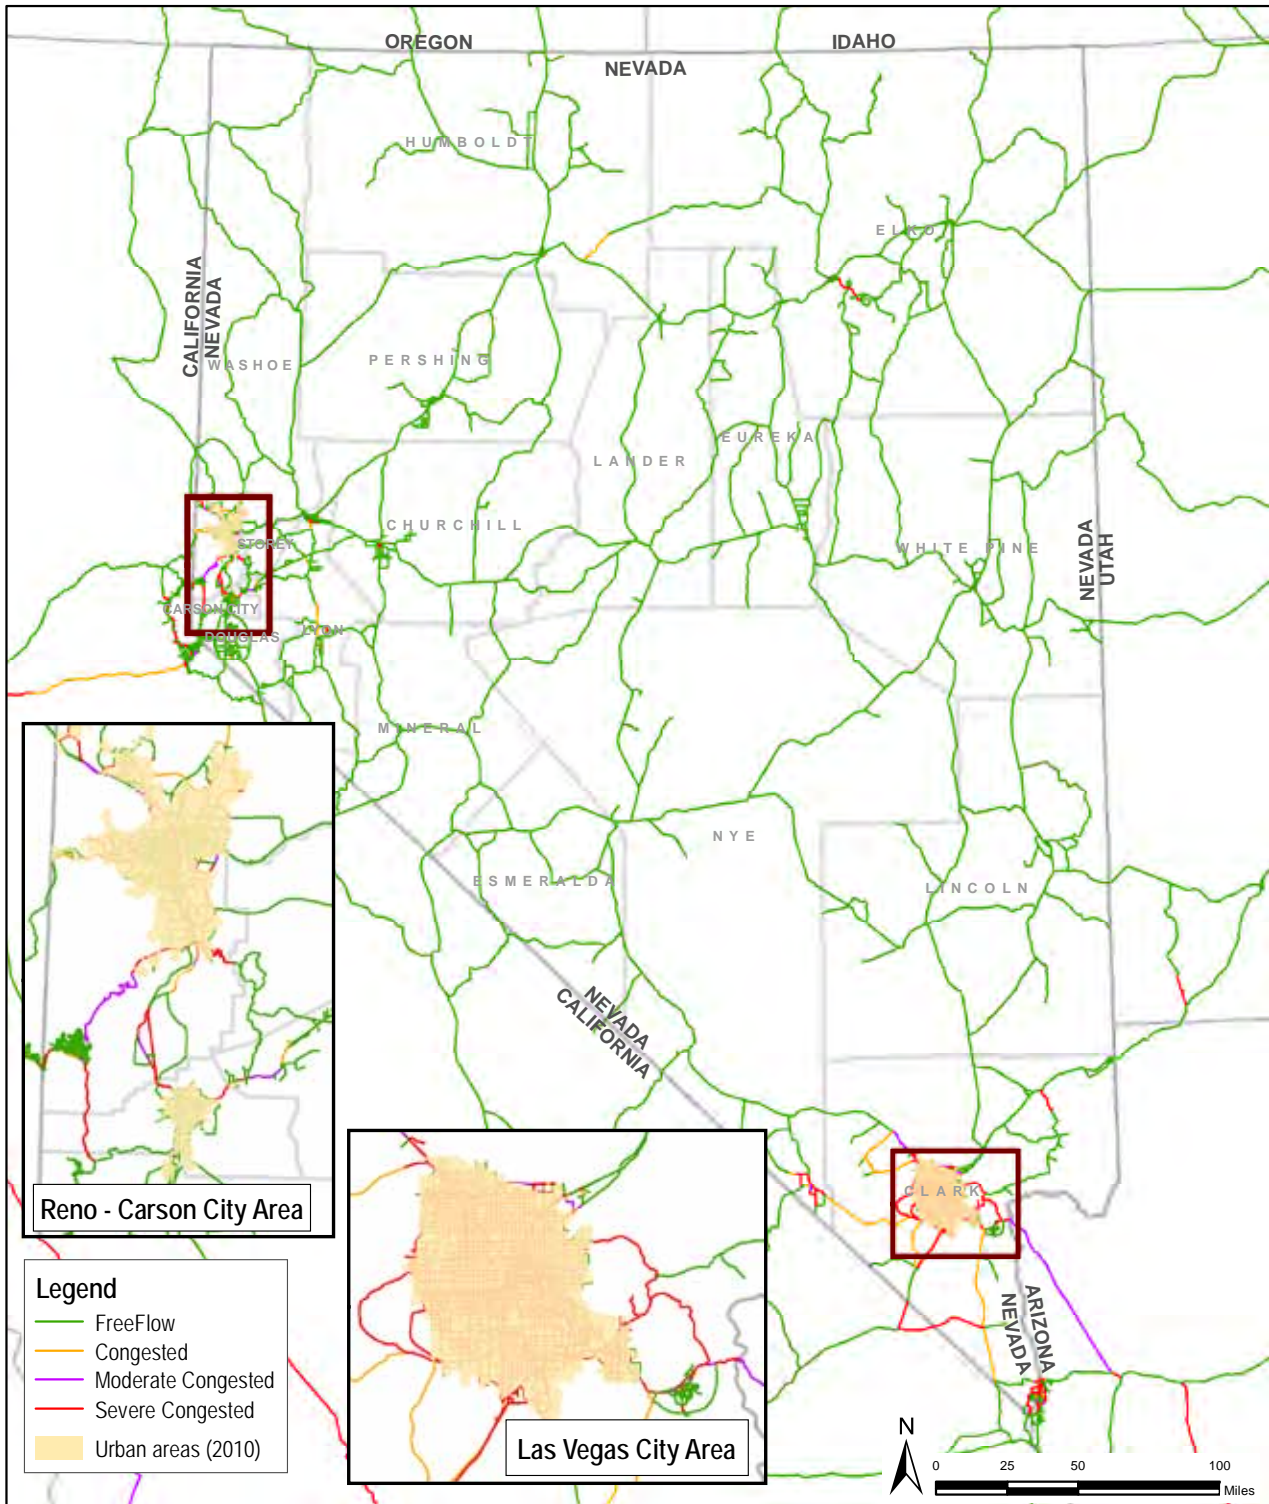 OREGON
IDAHO
NEVADA
HUMBOLDT
ELKO
CALIFORNIA
NEVADA
WASHOE
PERSHING
EUREKA
LANDER
CHURCHILL
STOREY
WHITE PINE
NEVADA
UTAH
CARSON CITY
DOUGLAS
LYON
MINERAL
NYE
ESMERALDA
LINCOLN
NEVADA
CALIFORNIA
CLARK
ARIZONA
NEVADA
Reno - Carson City Area
Las Vegas City Area
Legend
FreeFlow
Congested
Moderate Congested
Severe Congested
Urban areas (2010)
N
0 25 50 100
Miles